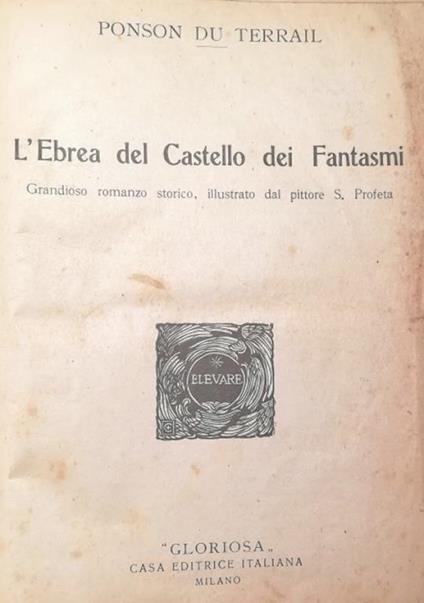 PONSON DU TERRAIL
L'Ebrea del Castello dei Fantasmi
Grandioso romanzo storico, illustrato dal pittore S. Profeta
ELEVARE
"GLORIOSA„
CASA EDITRICE ITALIANA
MILANO